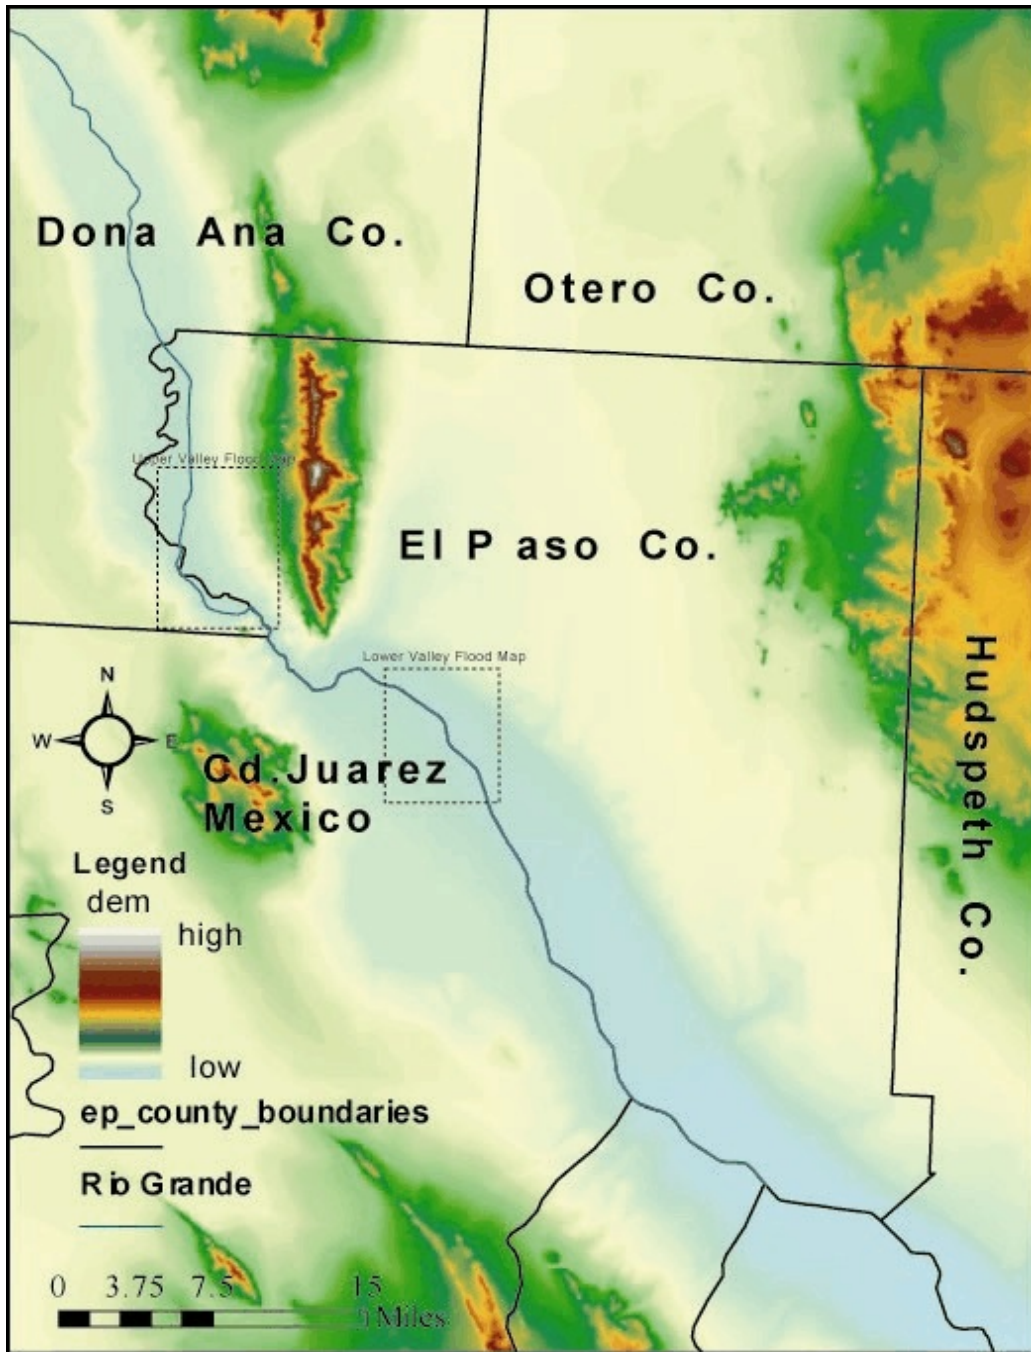 Dona Ana Co.
Otero Co.
Upper Valley Flood Map
El P aso Co.
Lower Valley Flood Map
Hudspeth Co.
N
W E
S
Cd.Juarez
Mexico
Legend
dem
high
low
ep_county_boundaries
Rio Grande
0 3.75 7.5 15
Miles